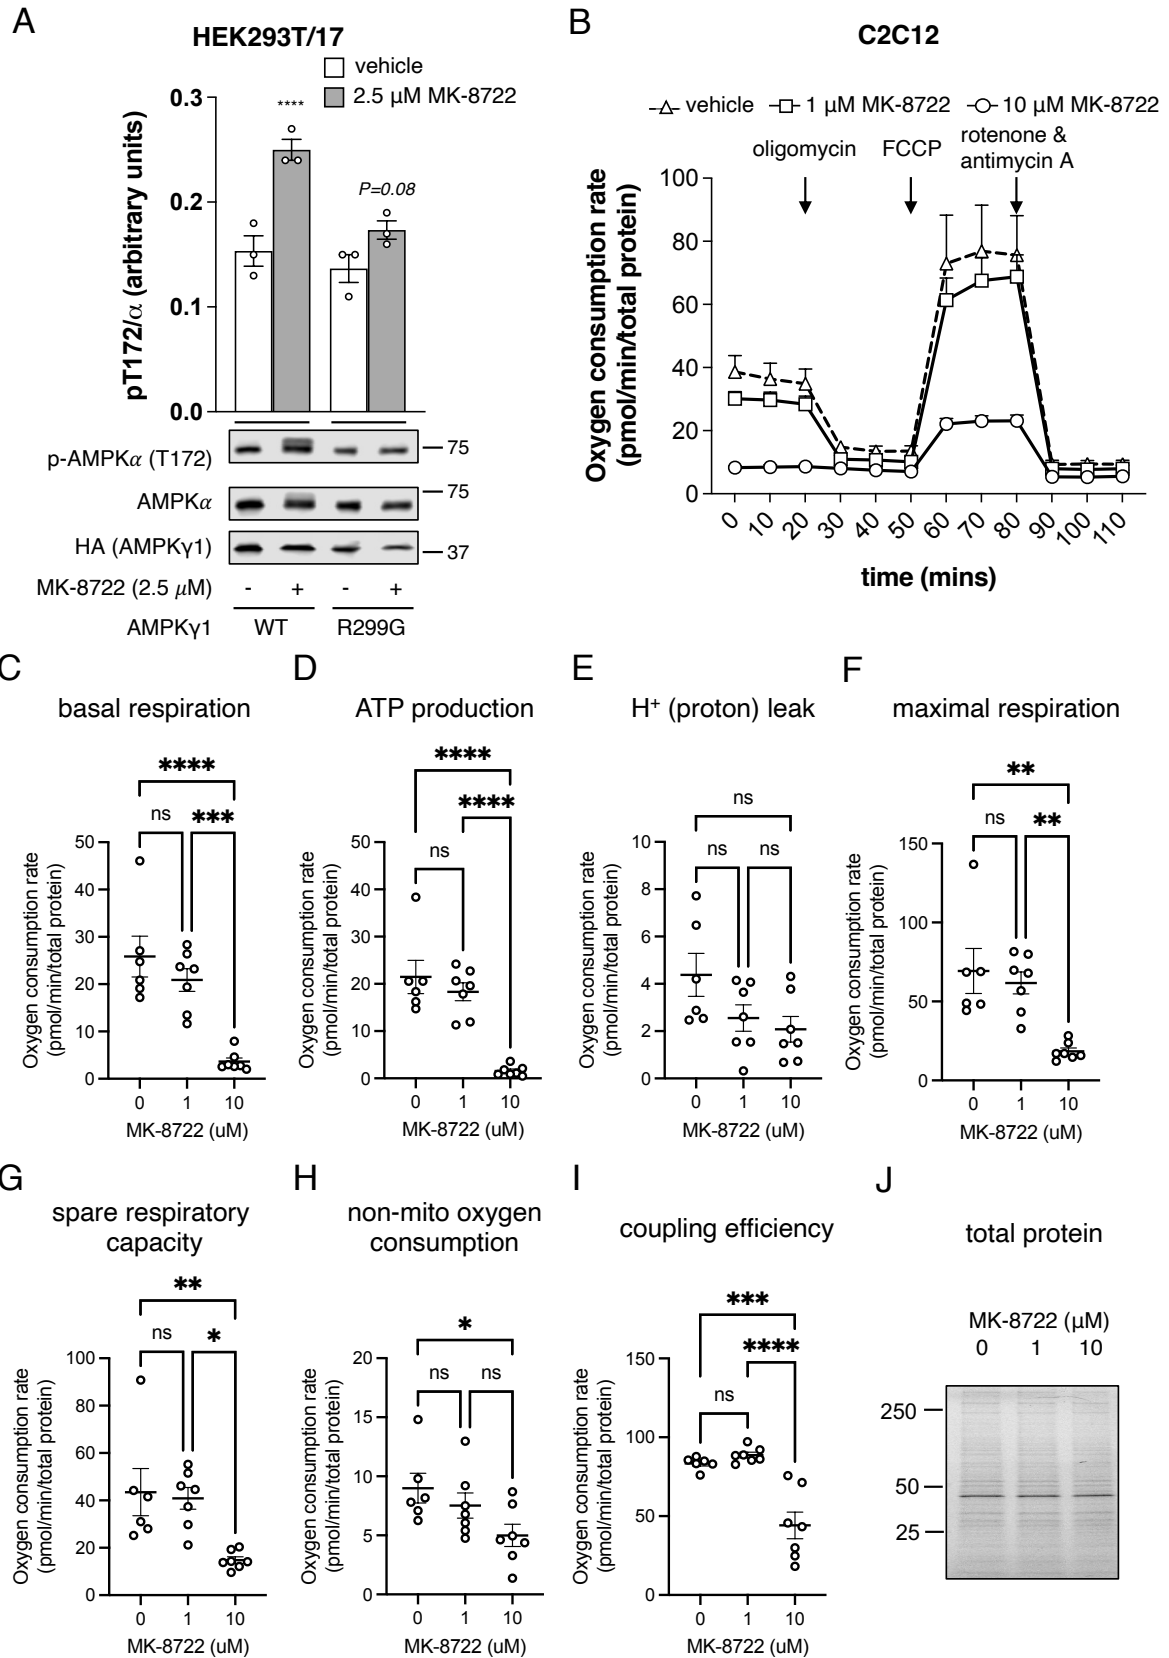 A
HEK293T/17
vehicle
2.5 μM MK-8722
pT172/α (arbitrary units)
0.3
0.2
0.1
0.0
****
P=0.08
p-AMPKα (T172)
75
AMPKα
75
HA (AMPKγ1)
37
MK-8722 (2.5 μM)
- + - +
AMPKγ1 WT R299G
B
C2C12
vehicle 1 μM MK-8722 10 μM MK-8722
oligomycin FCCP rotenone &
antimycin A
Oxygen consumption rate
(pmol/min/total protein)
100
80
60
40
20
0
0 10 20 30 40 50 60 70 80 90 100 110
time (mins)
C
basal respiration
****
ns ***
Oxygen consumption rate
(pmol/min/total protein)
50
40
30
20
10
0
0 1 10
MK-8722 (uM)
D
ATP production
****
****
ns
Oxygen consumption rate
(pmol/min/total protein)
50
40
30
20
10
0
0 1 10
MK-8722 (uM)
E
H+ (proton) leak
ns
ns ns
Oxygen consumption rate
(pmol/min/total protein)
10
8
6
4
2
0
0 1 10
MK-8722 (uM)
F
maximal respiration
**
ns **
Oxygen consumption rate
(pmol/min/total protein)
150
100
50
0
0 1 10
MK-8722 (uM)
G
spare respiratory
capacity
**
ns *
Oxygen consumption rate
(pmol/min/total protein)
100
80
60
40
20
0
0 1 10
MK-8722 (uM)
H
non-mito oxygen
consumption
*
ns ns
Oxygen consumption rate
(pmol/min/total protein)
20
15
10
5
0
0 1 10
MK-8722 (uM)
I
coupling efficiency
***
****
ns
Oxygen consumption rate
(pmol/min/total protein)
150
100
50
0
0 1 10
MK-8722 (uM)
J
total protein
MK-8722 (μM)
0 1 10
250
50
25